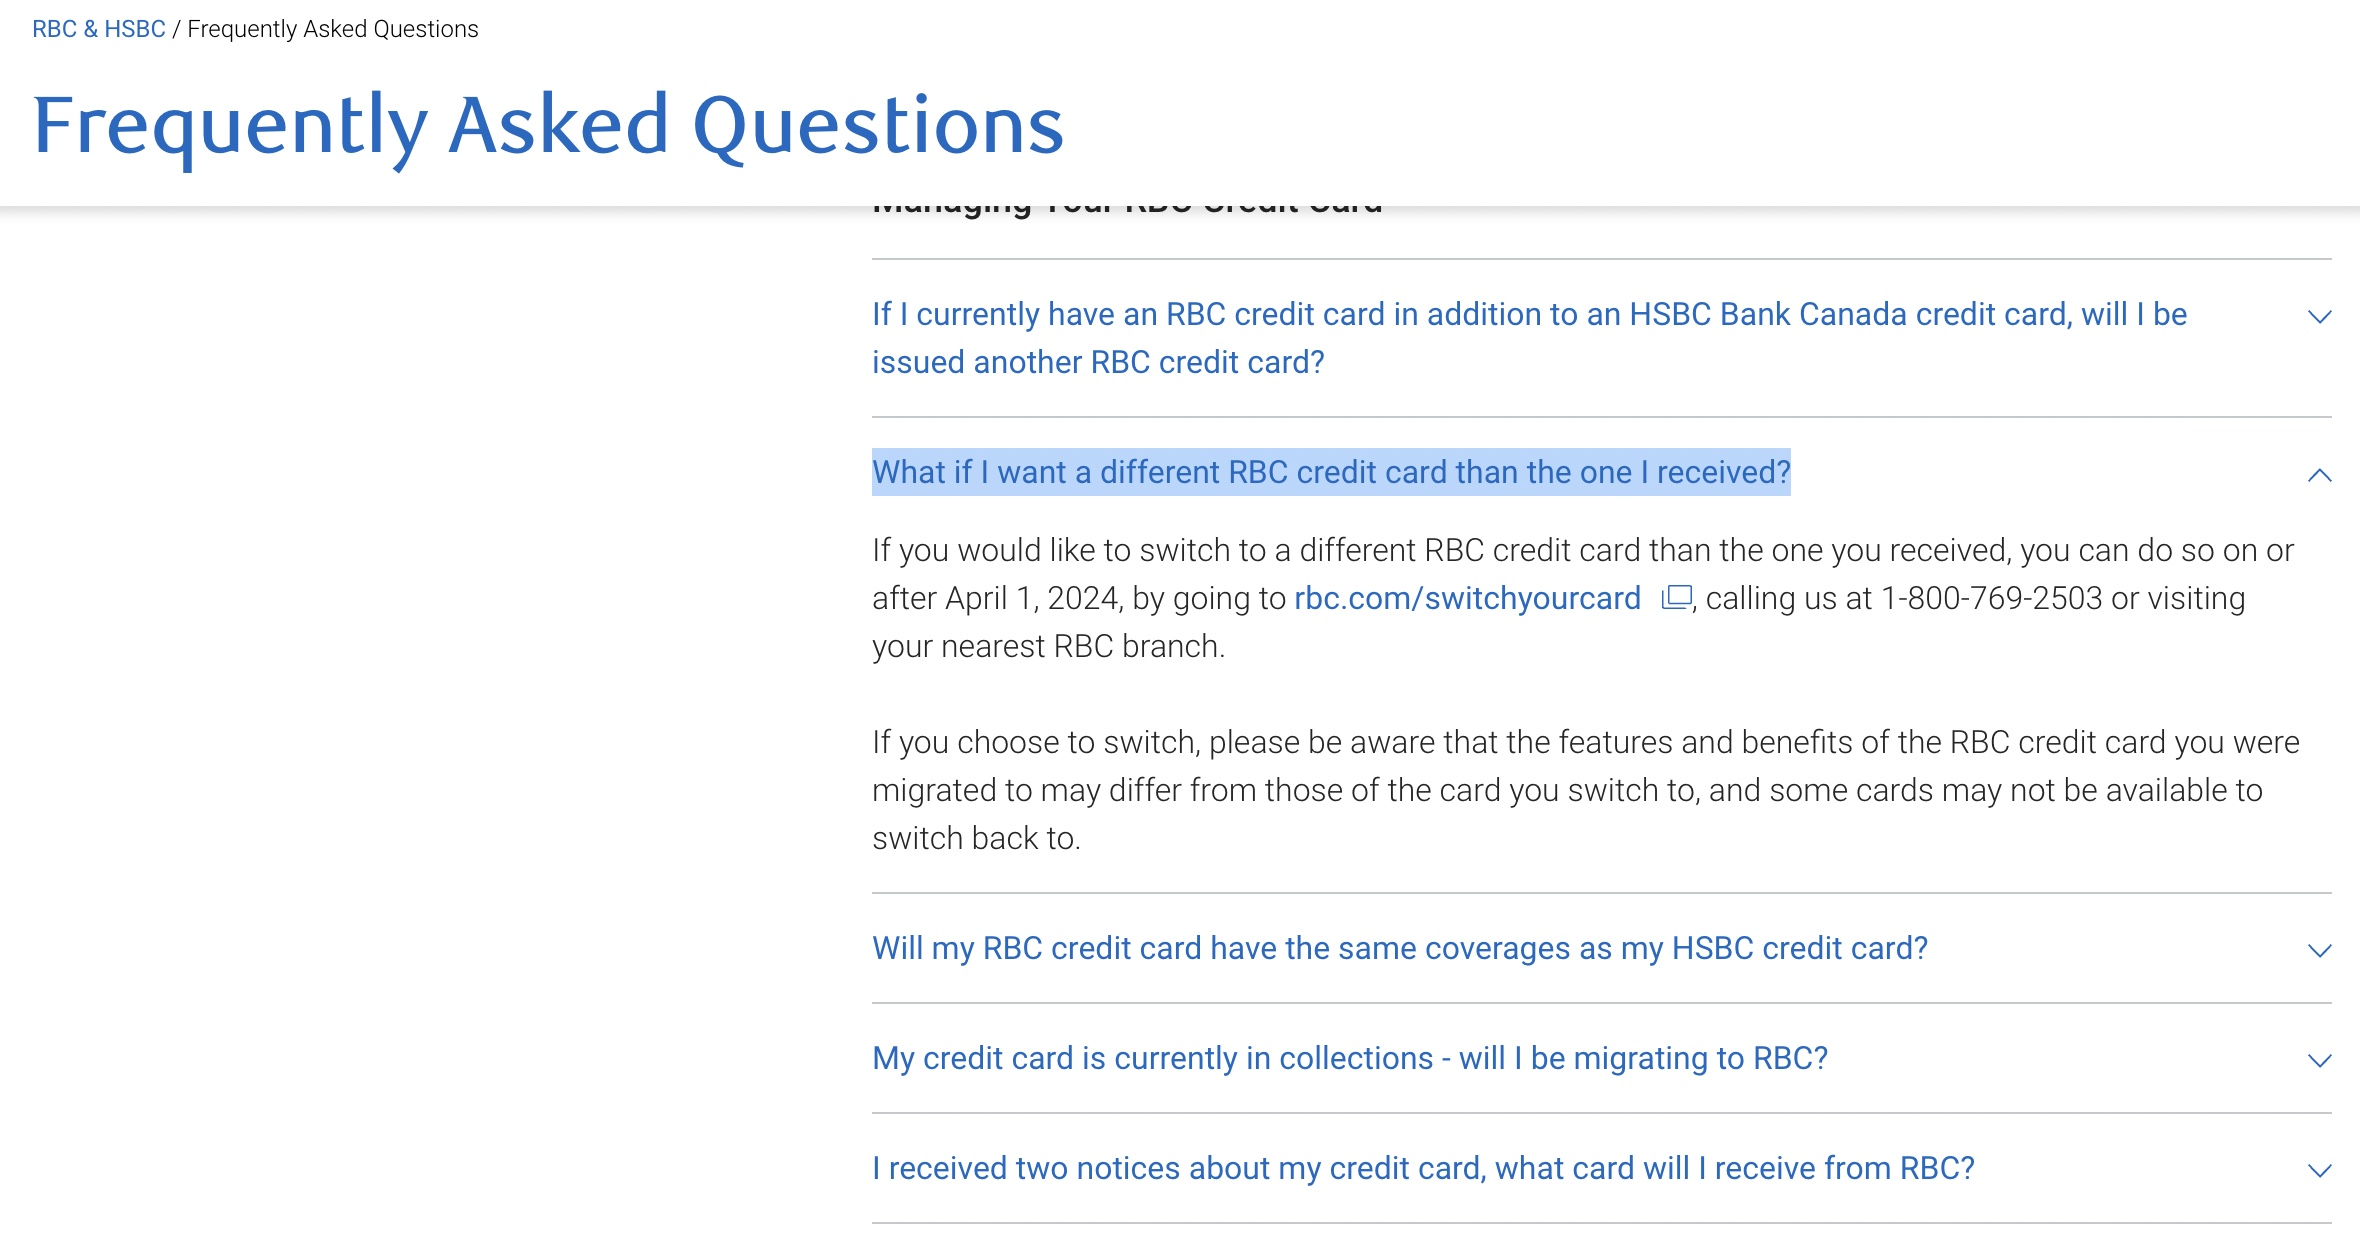 RBC & HSBC / Frequently Asked Questions
Frequently Asked Questions
Managing Your RBC Credit Card
If I currently have an RBC credit card in addition to an HSBC Bank Canada credit card, will I be
issued another RBC credit card?
What if I want a different RBC credit card than the one I received?
If you would like to switch to a different RBC credit card than the one you received, you can do so on or
after April 1, 2024, by going to rbc.com/switchyourcard , calling us at 1-800-769-2503 or visiting
your nearest RBC branch.
If you choose to switch, please be aware that the features and benefits of the RBC credit card you were
migrated to may differ from those of the card you switch to, and some cards may not be available to
switch back to.
Will my RBC credit card have the same coverages as my HSBC credit card?
My credit card is currently in collections - will I be migrating to RBC?
I received two notices about my credit card, what card will I receive from RBC?